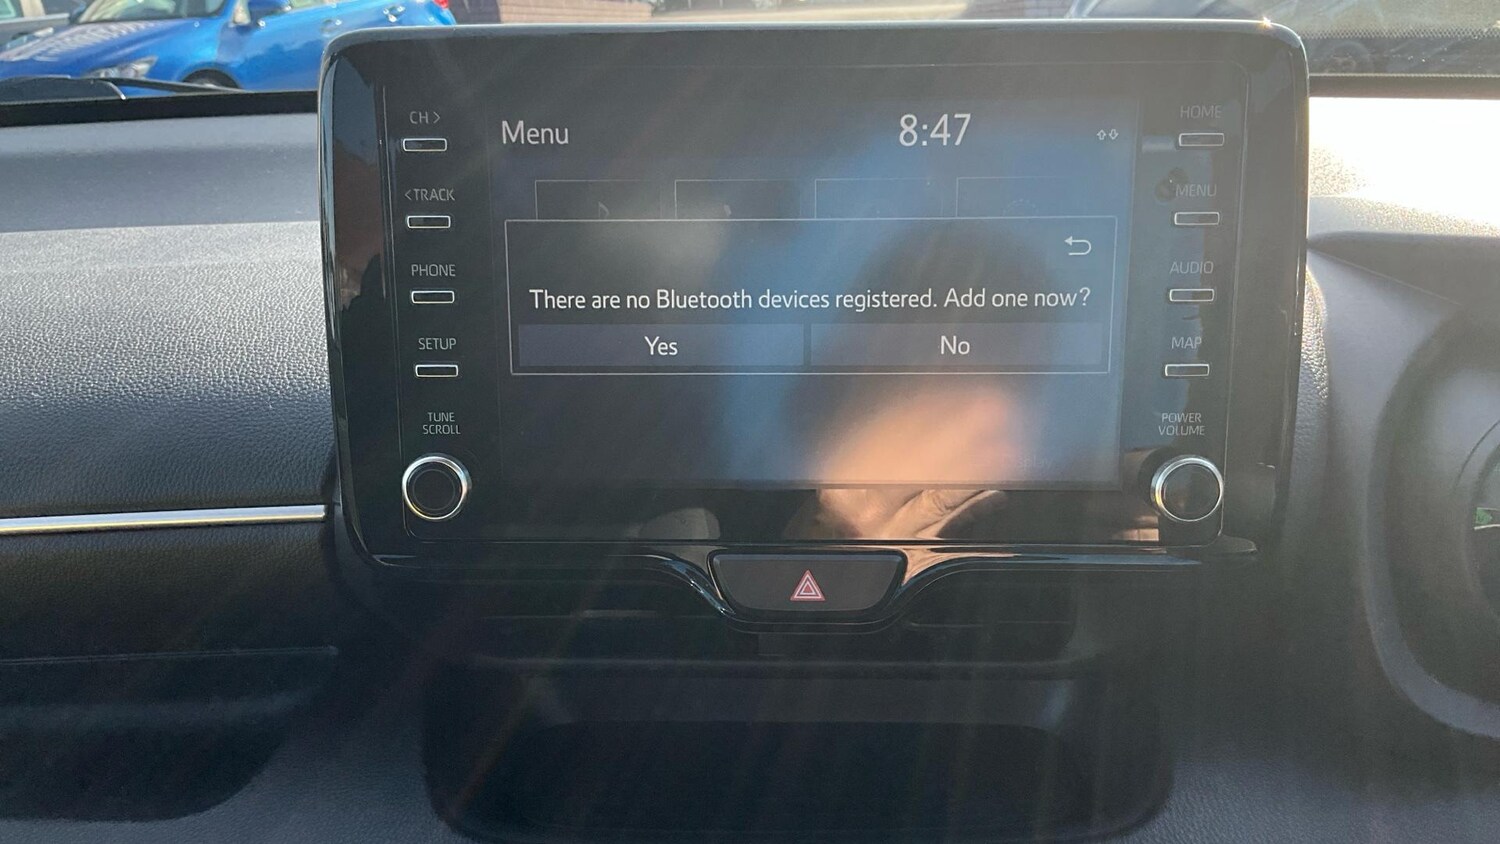 CH >
Menu
8:47
HOME
< TRACK
MENU
PHONE
AUDIO
There are no Bluetooth devices registered. Add one now?
SETUP
Yes
No
MAP
TUNE
SCROLL
POWER
VOLUME